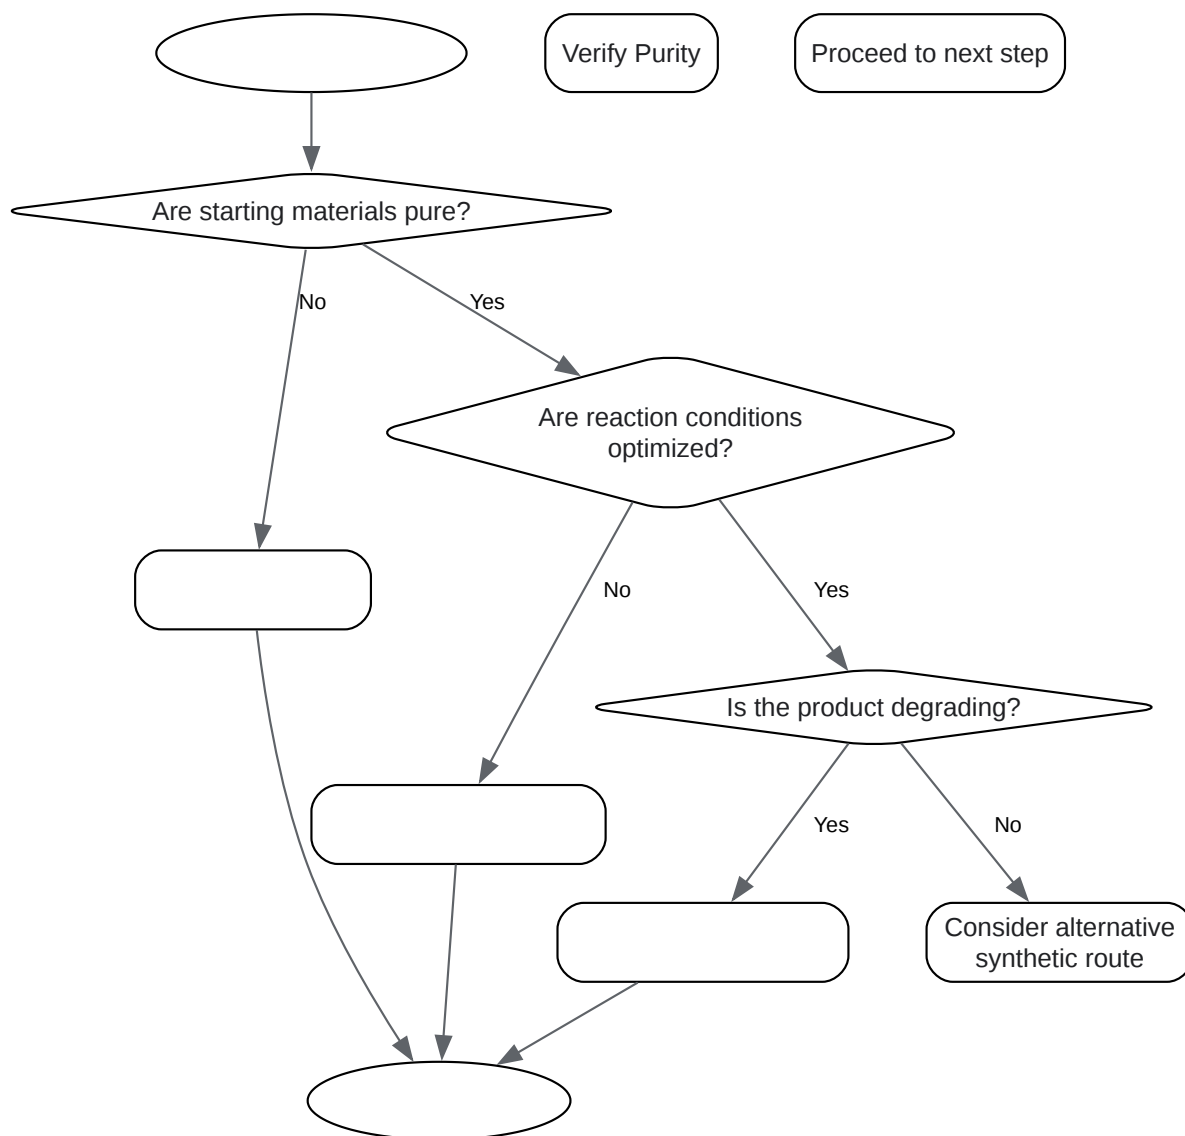 Verify Purity
Proceed to next step
Are starting materials pure?
No
Yes
Are reaction conditions
optimized?
No
Yes
Is the product degrading?
Yes
No
Consider alternative
synthetic route